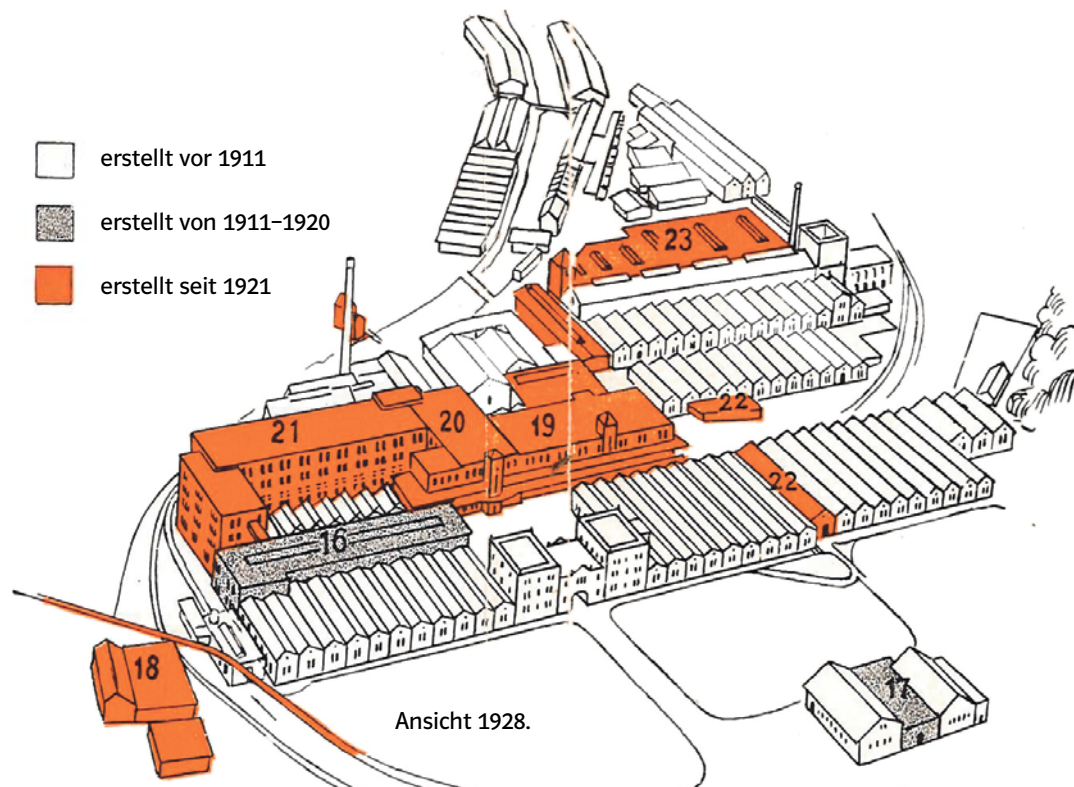 erstellt vor 1911
erstellt von 1911–1920
erstellt seit 1921
23
22
21
20
19
22
16
18
17
Ansicht 1928.